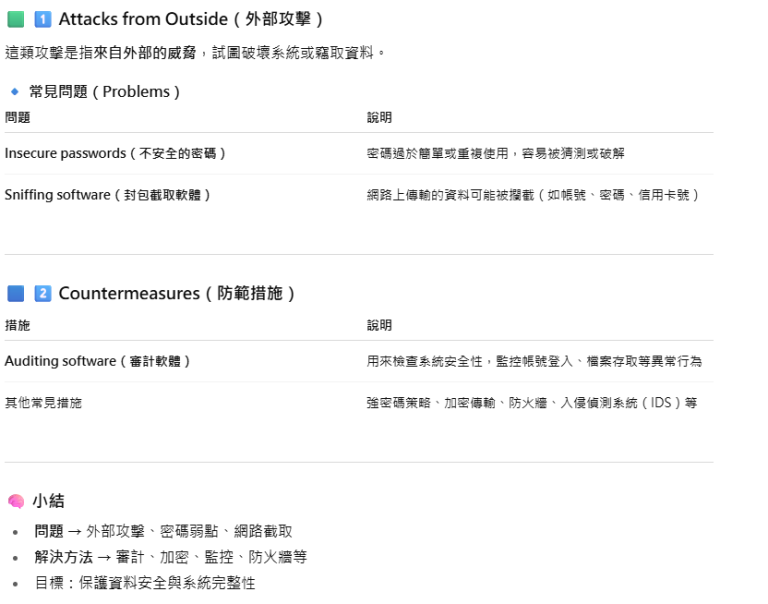 1 Attacks from Outside（外部攻擊）
這類攻擊是指來自外部的威脅，試圖破壞系統或竊取資料。
常見問題（Problems）
問題 說明
Insecure passwords（不安全的密碼） 密碼過於簡單或重複使用，容易被猜測或破解
Sniffing software（封包截取軟體） 網路上傳輸的資料可能被攔截（如帳號、密碼、信用卡號）
2 Countermeasures（防範措施）
措施 說明
Auditing software（審計軟體） 用來檢查系統安全性，監控帳號登入、檔案存取等異常行為
其他常見措施 強密碼策略、加密傳輸、防火牆、入侵偵測系統（IDS）等
小結
• 問題 → 外部攻擊、密碼弱點、網路截取
• 解決方法 → 審計、加密、監控、防火牆等
• 目標：保護資料安全與系統完整性